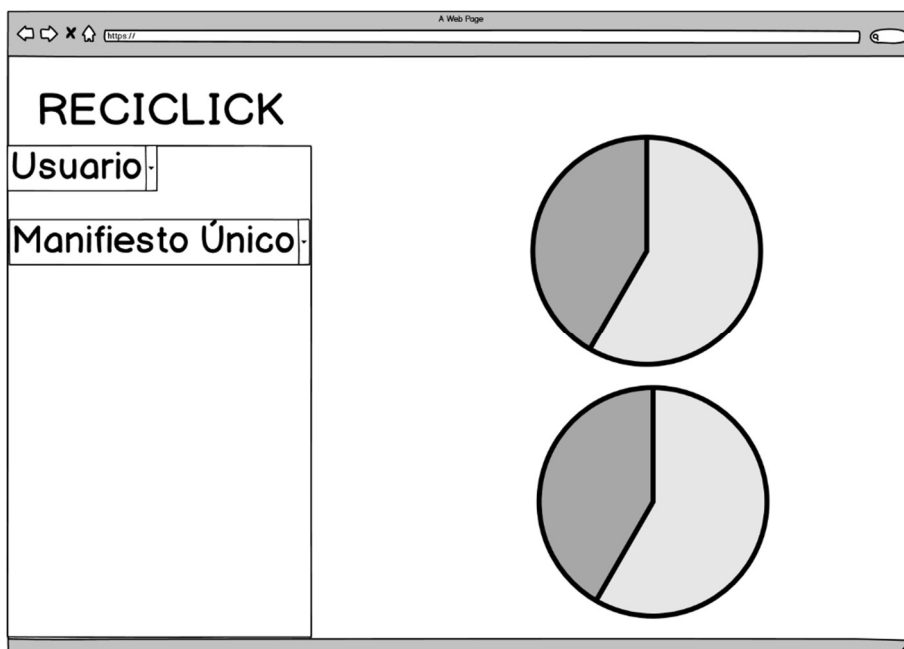 A Web Page
https://
RECICLICK
Usuario
Manifiesto Único